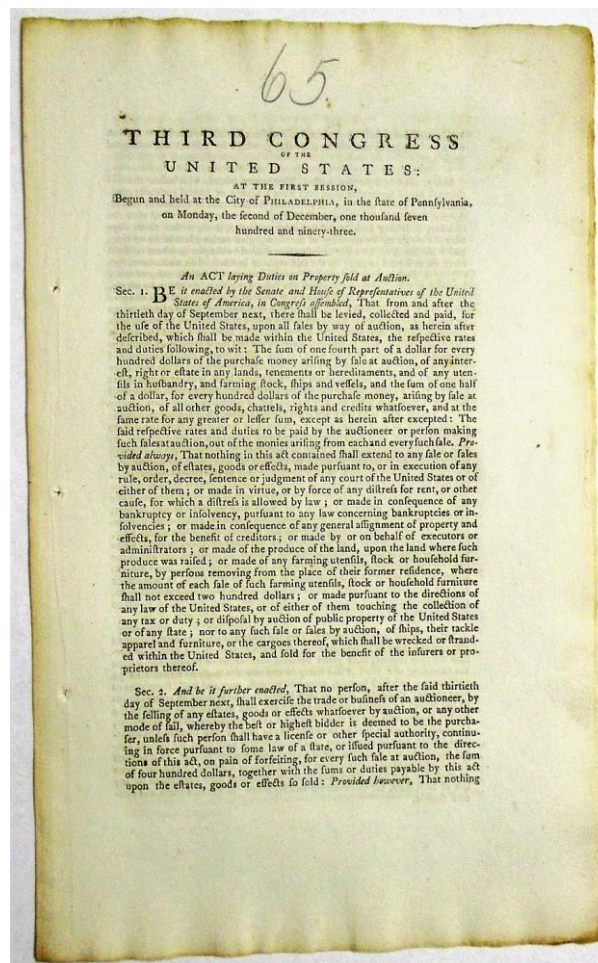 65.
THIRD CONGRESS
OF THE
UNITED STATES:
AT THE FIRST SESSION,
Begun and held at the City of PHILADELPHIA, in the ſtate of Pennſylvania,
on Monday, the ſecond of December, one thouſand ſeven
hundred and ninety-three.
An ACT laying Duties on Property ſold at Auction.
Sec. 1. BE it enacted by the Senate and Houſe of Repreſentatives of the United
States of America, in Congreſs aſſembled, That from and after the
thirtieth day of September next, there ſhall be levied, collected and paid, for
the uſe of the United States, upon all ſales by way of auction, as herein after
deſcribed, which ſhall be made within the United States, the reſpective rates
and duties following, to wit: The ſum of one fourth part of a dollar for every
hundred dollars of the purchaſe money ariſing by ſale at auction, of any inter-
eſt, right or eſtate in any lands, tenements or hereditaments, and of any uten-
ſils in huſbandry, and farming ſtock, ſhips and veſſels, and the ſum of one half
of a dollar, for every hundred dollars of the purchaſe money, ariſing by ſale at
auction, of all other goods, chattels, rights and credits whatſoever, and at the
ſame rate for any greater or leſſer ſum, except as herein after excepted: The
ſaid reſpective rates and duties to be paid by the auctioneer or perſon making
ſuch ſales at auction, out of the monies ariſing from each and every ſuch ſale. Pro-
vided always, That nothing in this act contained ſhall extend to any ſale or ſales
by auction, of eſtates, goods or effects, made purſuant to, or in execution of any
rule, order, decree, ſentence or judgment of any court of the United States or of
either of them; or made in virtue, or by force of any diſtreſs for rent, or other
cauſe, for which a diſtreſs is allowed by law; or made in conſequence of any
bankruptcy or inſolvency, purſuant to any law concerning bankruptcies or in-
ſolvencies; or made in conſequence of any general aſſignment of property and
effects, for the benefit of creditors; or made by or on behalf of executors or
adminiſtrators; or made of the produce of the land, upon the land where ſuch
produce was raiſed; or made of any farming utenſils, ſtock or houſehold fur-
niture, by perſons removing from the place of their former reſidence, where
the amount of each ſale of ſuch farming utenſils, ſtock or houſehold furniture
ſhall not exceed two hundred dollars; or made purſuant to the directions of
any law of the United States, or of either of them touching the collection of
any tax or duty; or diſpoſal by auction of public property of the United States
or of any ſtate; nor to any ſuch ſale or ſales by auction, of ſhips, their tackle
apparel and furniture, or the cargoes thereof, which ſhall be wrecked or ſtrand-
ed within the United States, and ſold for the benefit of the inſurers or pro-
prietors thereof.
Sec. 2. And be it further enacted, That no perſon, after the ſaid thirtieth
day of September next, ſhall exerciſe the trade or buſineſs of an auctioneer, by
the ſelling of any eſtates, goods or effects whatſoever by auction, or any other
mode of ſail, whereby the beſt or higheſt bidder is deemed to be the purcha-
ſer, unleſs ſuch perſon ſhall have a licenſe or other ſpecial authority, continu-
ing in force purſuant to ſome law of a ſtate, or iſſued purſuant to the direc-
tions of this act, on pain of forfeiting, for every ſuch ſale at auction, the ſum
of four hundred dollars, together with the ſums or duties payable by this act
upon the eſtates, goods or effects ſo ſold: Provided however, That nothing